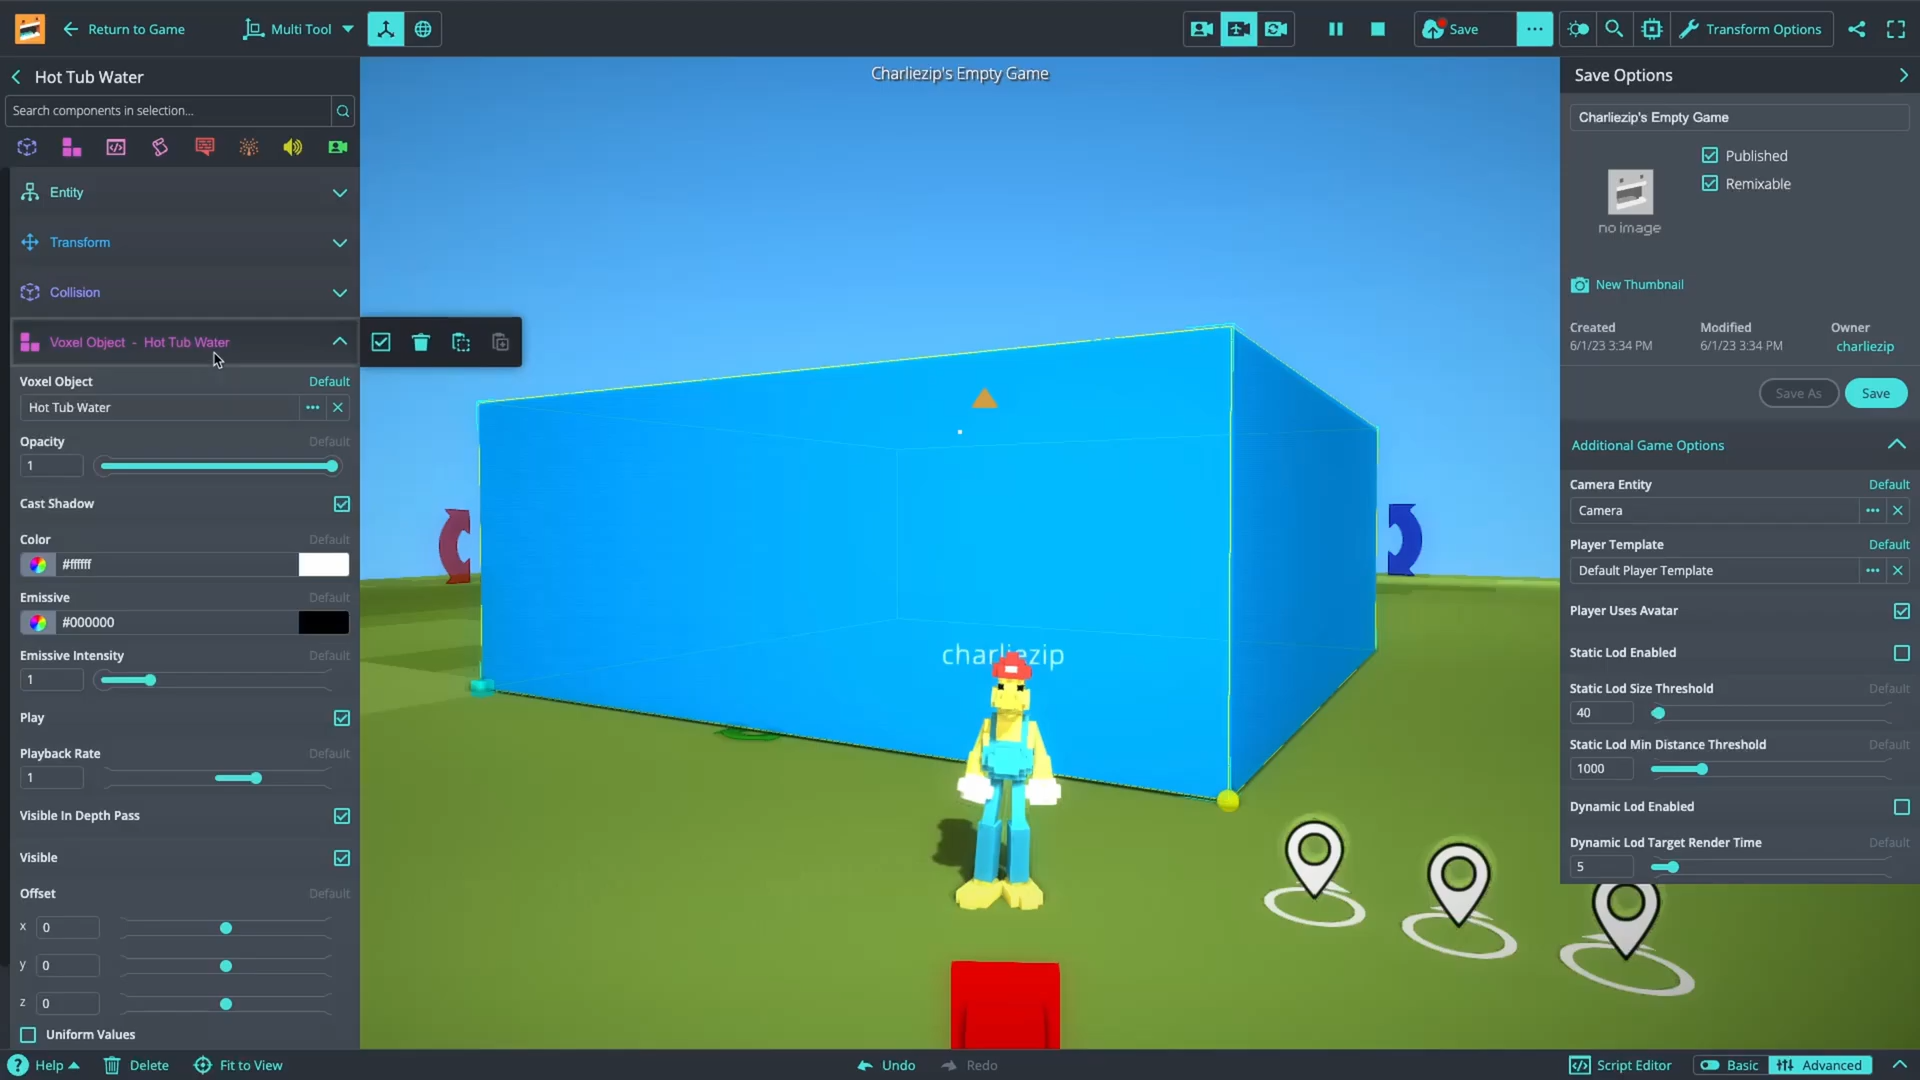 Return to Game
Multi Tool
Save
Transform Options
Hot Tub Water
Search components in selection...
Entity
Transform
Collision
Voxel Object - Hot Tub Water
Voxel Object Default
Hot Tub Water
Opacity Default
1
Cast Shadow
Color Default
#ffffff
Emissive Default
#000000
Emissive Intensity Default
1
Play
Playback Rate Default
1
Visible In Depth Pass
Visible
Offset Default
x 0
y 0
z 0
Uniform Values
Charliezip's Empty Game
charliezip
Save Options
Charliezip's Empty Game
Published
Remixable
no image
New Thumbnail
Created Modified Owner
6/1/23 3:34 PM 6/1/23 3:34 PM charliezip
Save As Save
Additional Game Options
Camera Entity Default
Camera
Player Template Default
Default Player Template
Player Uses Avatar
Static Lod Enabled
Static Lod Size Threshold Default
40
Static Lod Min Distance Threshold Default
1000
Dynamic Lod Enabled
Dynamic Lod Target Render Time Default
5
? Help Delete Fit to View
Undo Redo
Script Editor Basic Advanced